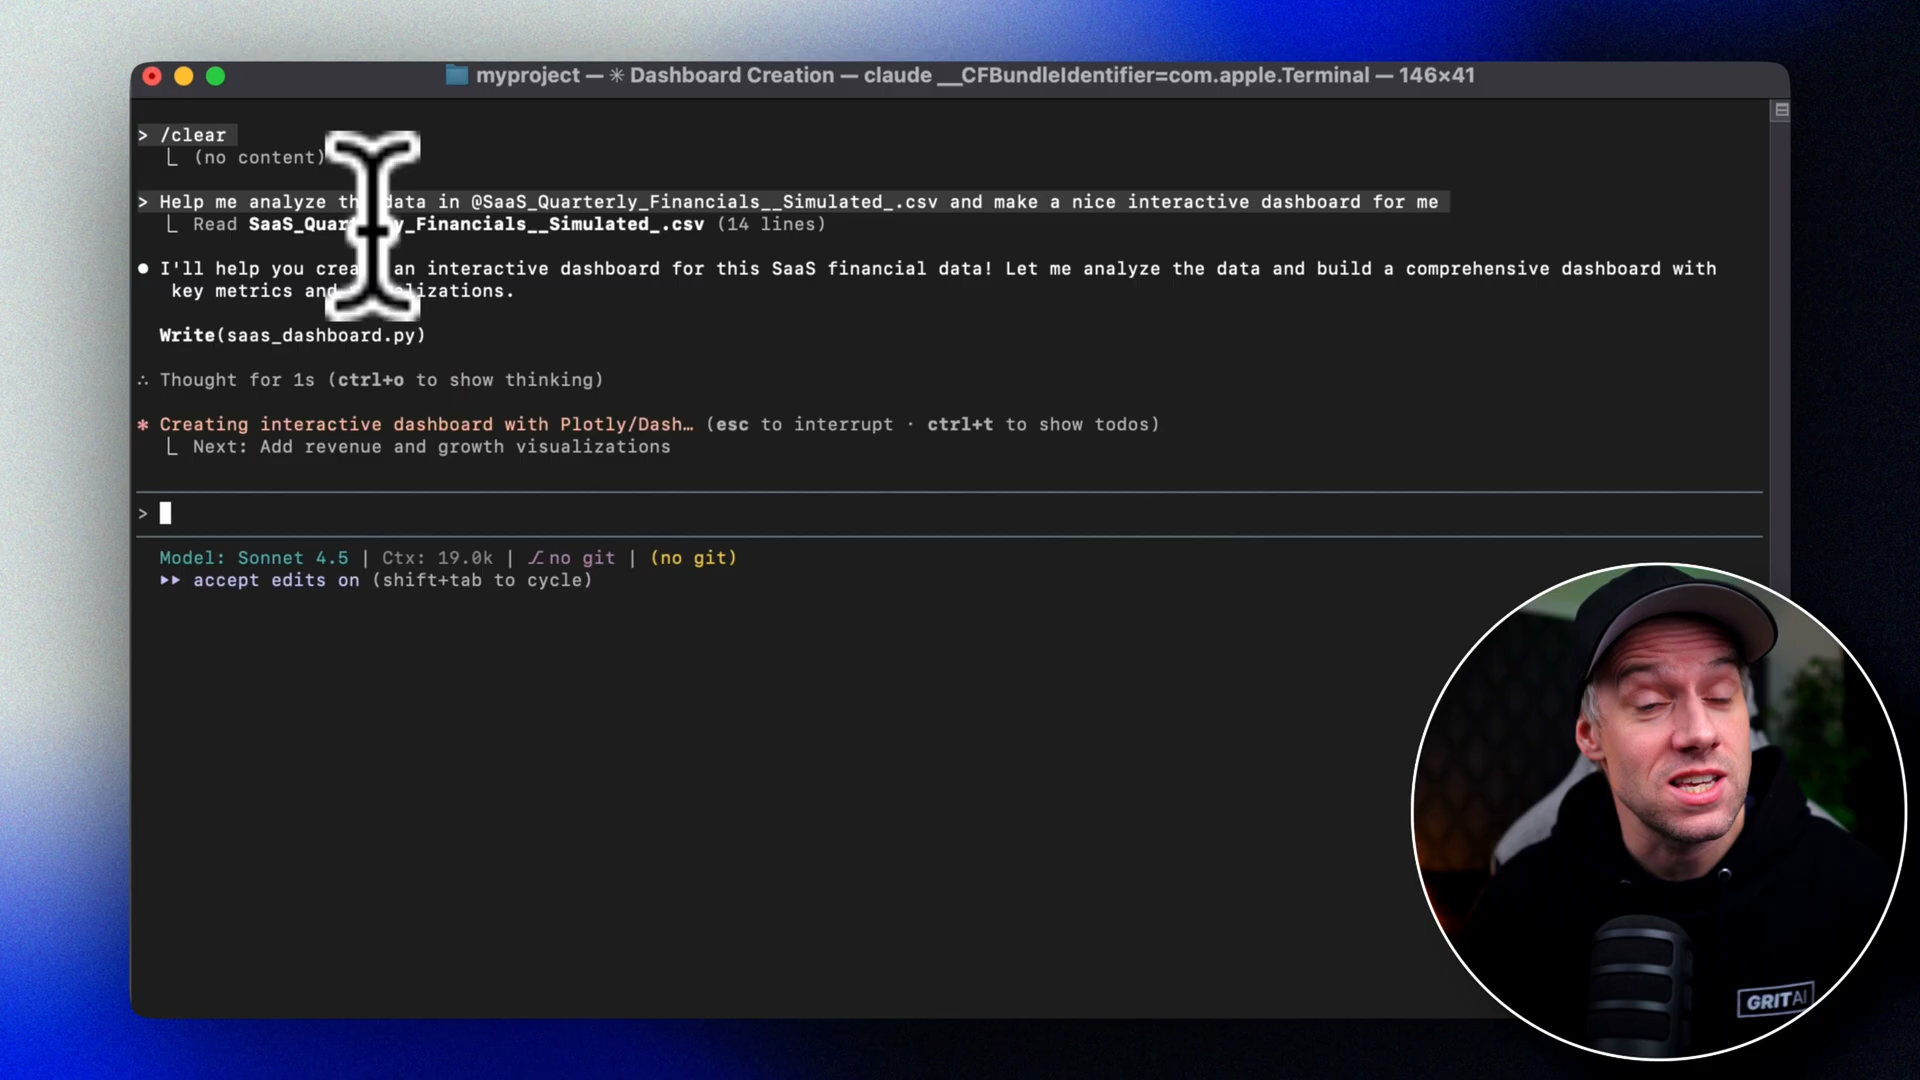 myproject — ✳ Dashboard Creation — claude __CFBundleIdentifier=com.apple.Terminal — 146×41
> /clear
⎿ (no content)
> Help me analyze th data in @SaaS_Quarterly_Financials__Simulated_.csv and make a nice interactive dashboard for me
⎿ Read SaaS_Quar y_Financials__Simulated_.csv (14 lines)
● I'll help you crea an interactive dashboard for this SaaS financial data! Let me analyze the data and build a comprehensive dashboard with
key metrics and lizations.
Write(saas_dashboard.py)
∴ Thought for 1s (ctrl+o to show thinking)
* Creating interactive dashboard with Plotly/Dash… (esc to interrupt · ctrl+t to show todos)
⎿ Next: Add revenue and growth visualizations
>
Model: Sonnet 4.5 | Ctx: 19.0k | ⎇ no git | (no git)
▸▸ accept edits on (shift+tab to cycle)
GRITAI